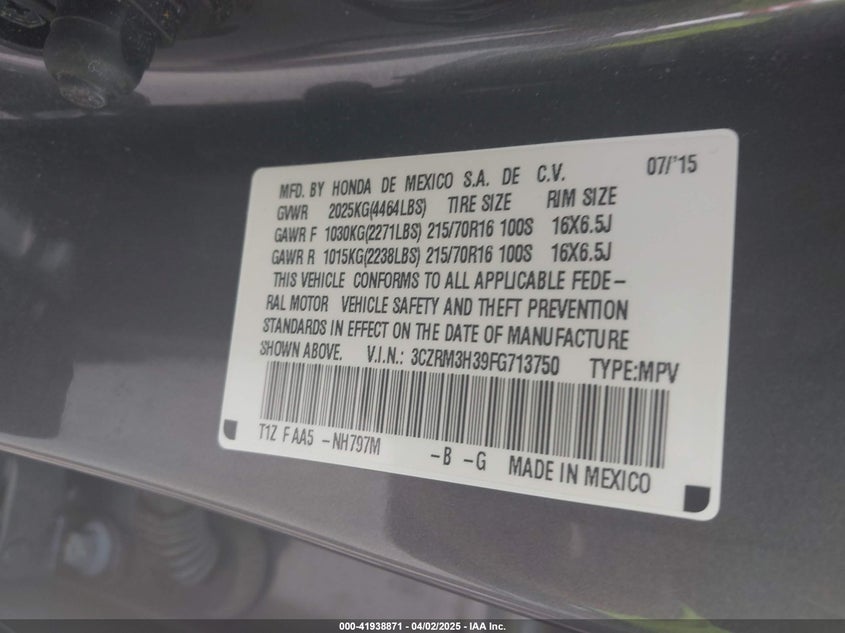 07/'15
MFD. BY HONDA DE MEXICO S.A. DE C.V.
GVWR 2025KG(4464LBS) TIRE SIZE RIM SIZE
GAWR F 1030KG(2271LBS) 215/70R16 100S 16X6.5J
GAWR R 1015KG(2238LBS) 215/70R16 100S 16X6.5J
THIS VEHICLE CONFORMS TO ALL APPLICABLE FEDE-
RAL MOTOR VEHICLE SAFETY AND THEFT PREVENTION
STANDARDS IN EFFECT ON THE DATE OF MANUFACTURE
SHOWN ABOVE. V.I.N.: 3CZRM3H39FG713750 TYPE:MPV
T1Z FAA5 -NH797M -B -G MADE IN MEXICO
000-41938871 - 04/02/2025 - IAA Inc.